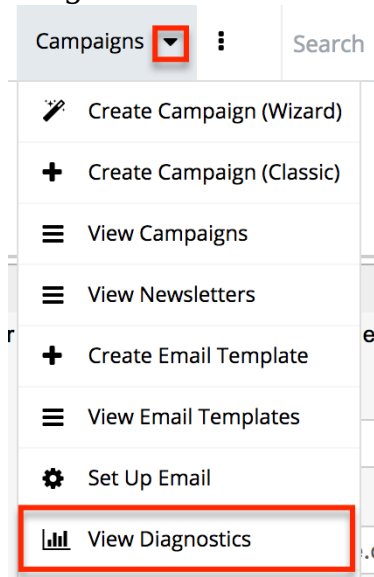 Campaigns
Search
Create Campaign (Wizard)
Create Campaign (Classic)
View Campaigns
View Newsletters
r
e
Create Email Template
View Email Templates
Set Up Email
View Diagnostics